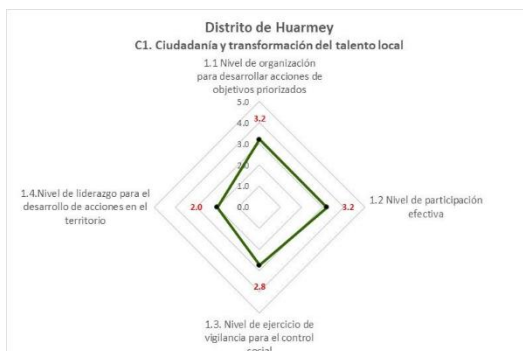 Distrito de Huarmey
C1. Ciudadanía y transformación del talento local
1.1 Nivel de organización
para desarrollar acciones de
objetivos priorizados
5.0
4.0
3.2
3.0
2.0
1.0
0.0
1.4.Nivel de liderazgo para el
desarrollo de acciones en el
territorio
2.0
3.2
1.2 Nivel de participación
efectiva
2,8
1.3. Nivel de ejercicio de
vigilancia para el control
social